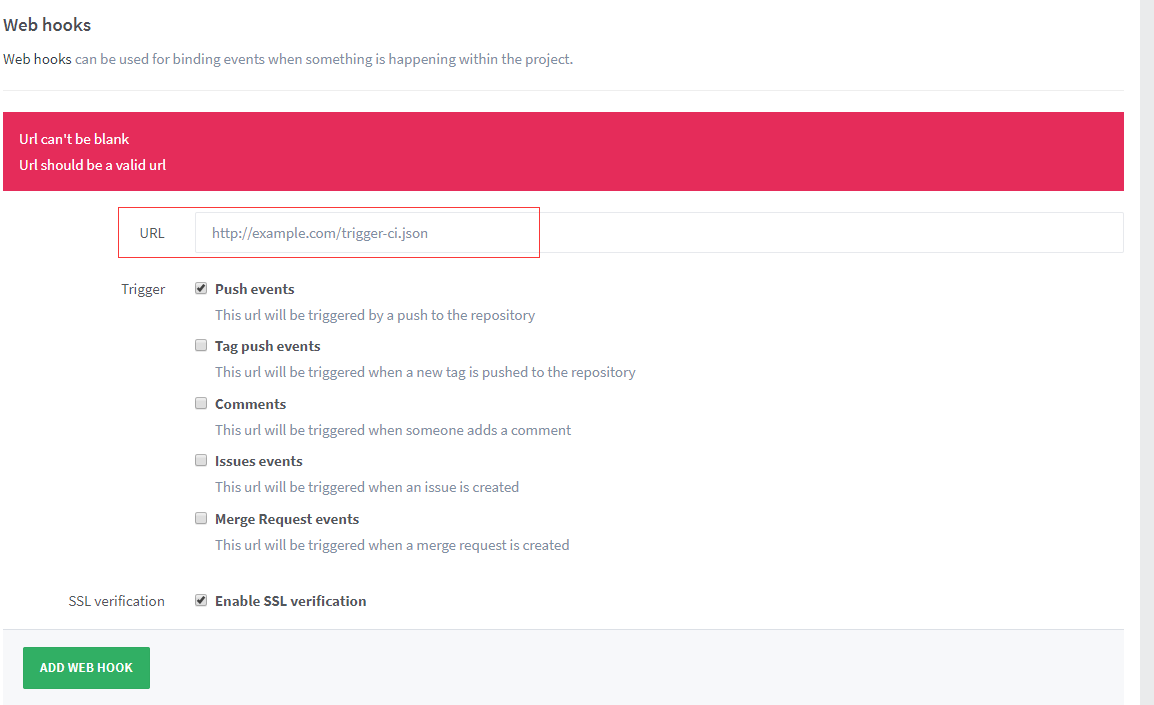 Web hooks
Web hooks can be used for binding events when something is happening within the project.
Url can't be blank
Url should be a valid url
URL http://example.com/trigger-ci.json
Trigger Push events
This url will be triggered by a push to the repository
Tag push events
This url will be triggered when a new tag is pushed to the repository
Comments
This url will be triggered when someone adds a comment
Issues events
This url will be triggered when an issue is created
Merge Request events
This url will be triggered when a merge request is created
SSL verification Enable SSL verification
ADD WEB HOOK